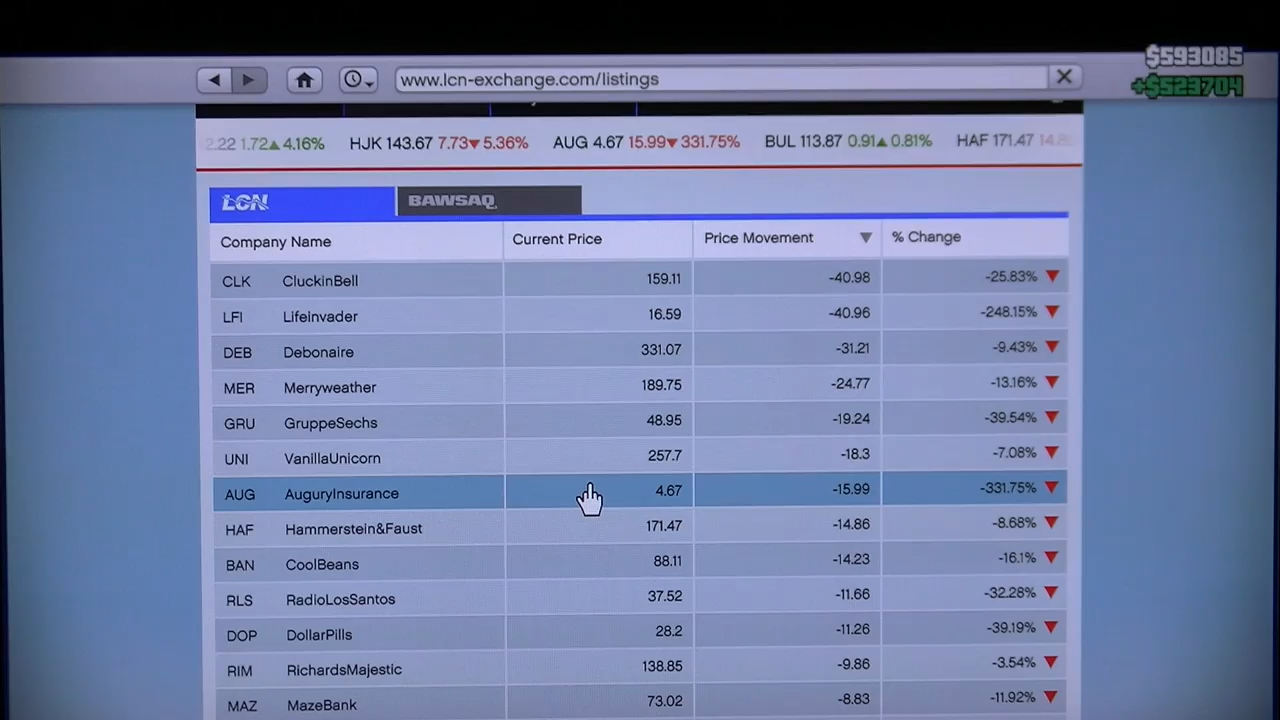 $593085
www.lcn-exchange.com/listings
+$523704
2.22 1.72▲4.16% HJK 143.67 7.73▼5.36% AUG 4.67 15.99▼331.75% BUL 113.87 0.91▲0.81% HAF 171.47
LCN BAWSAQ
Company Name Current Price Price Movement ▼ % Change
CLK CluckinBell 159.11 -40.98 -25.83% ▼
LFI Lifeinvader 16.59 -40.96 -248.15% ▼
DEB Debonaire 331.07 -31.21 -9.43% ▼
MER Merryweather 189.75 -24.77 -13.16% ▼
GRU GruppeSechs 48.95 -19.24 -39.54% ▼
UNI VanillaUnicorn 257.7 -18.3 -7.08% ▼
AUG AuguryInsurance 4.67 -15.99 -331.75% ▼
HAF Hammerstein&Faust 171.47 -14.86 -8.68% ▼
BAN CoolBeans 88.11 -14.23 -16.1% ▼
RLS RadioLosSantos 37.52 -11.66 -32.28% ▼
DOP DollarPills 28.2 -11.26 -39.19% ▼
RIM RichardsMajestic 138.85 -9.86 -3.54% ▼
MAZ MazeBank 73.02 -8.83 -11.92% ▼